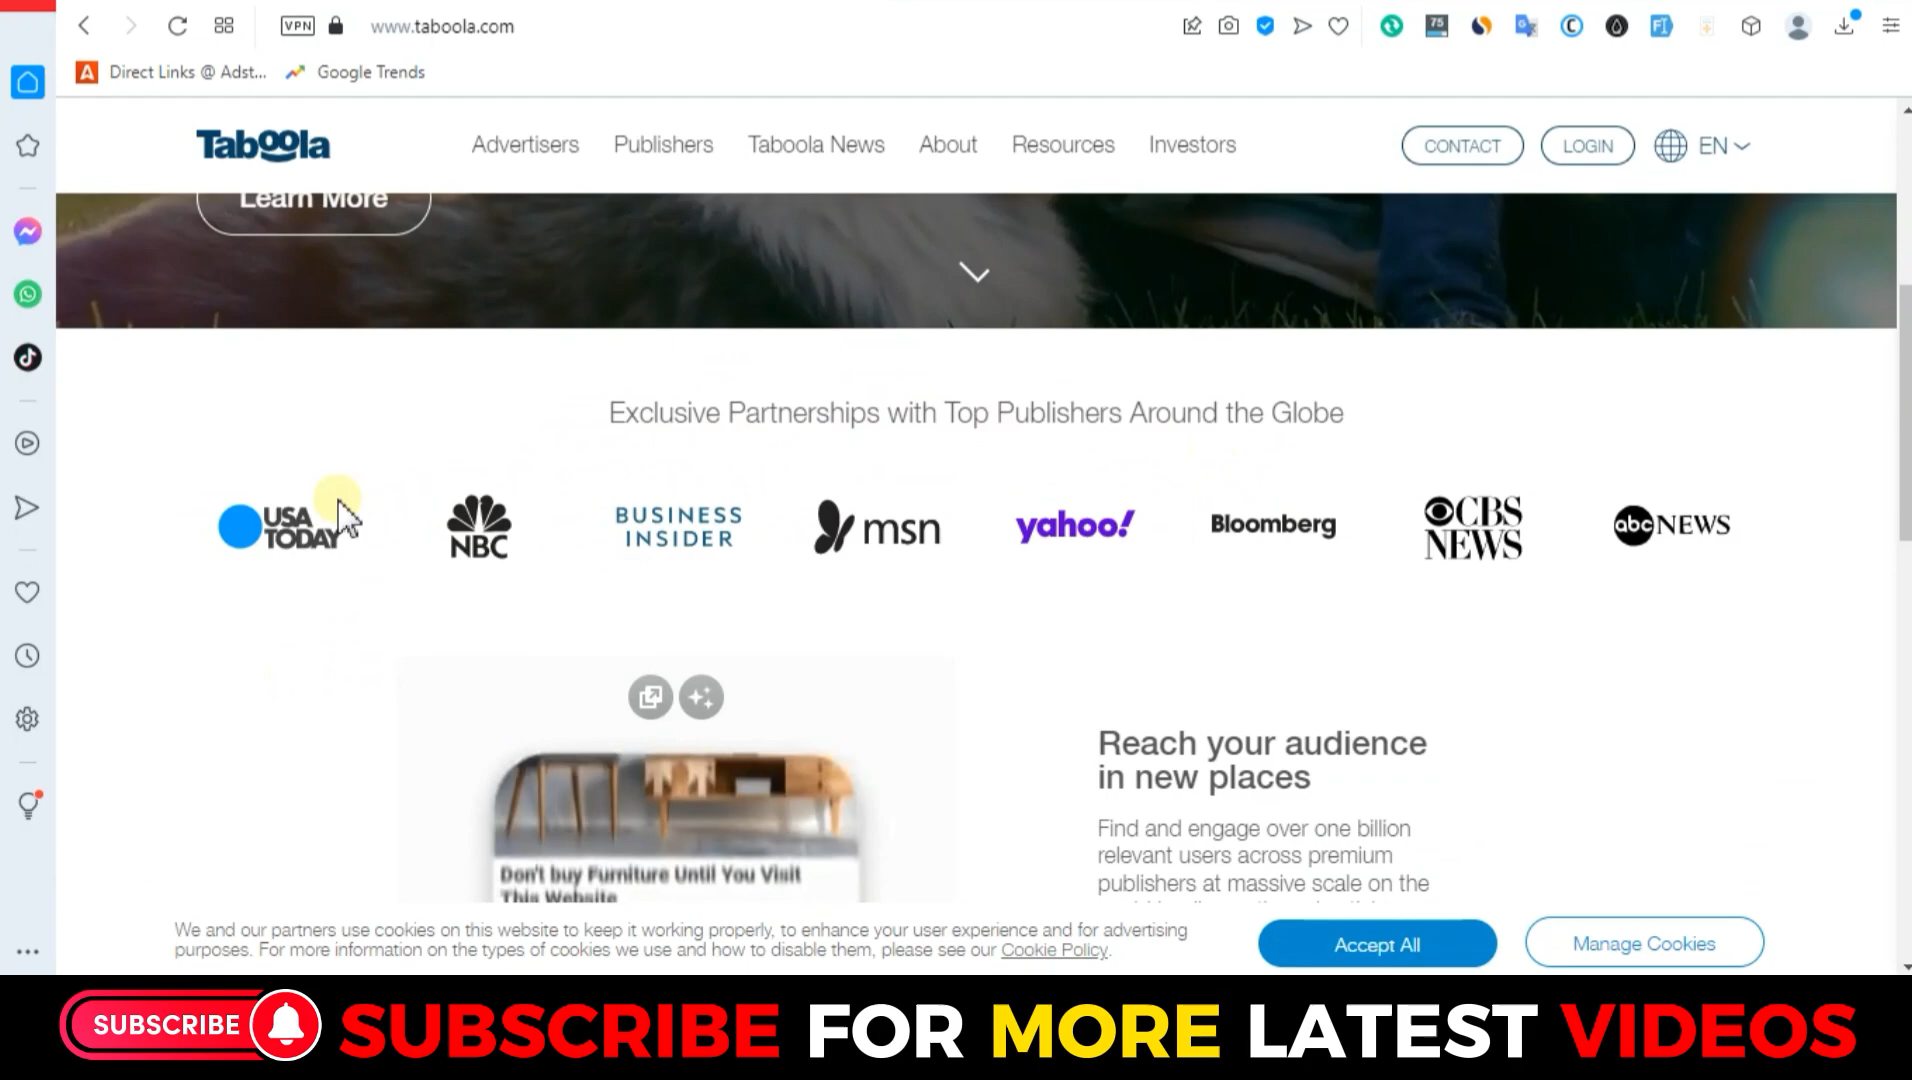 VPN
www.taboola.com
75
Direct Links @ Adst...
Google Trends
Taboola
Advertisers
Publishers
Taboola News
About
Resources
Investors
CONTACT
LOGIN
EN
Learn More
Exclusive Partnerships with Top Publishers Around the Globe
USA
TODAY
NBC
BUSINESS
INSIDER
msn
yahoo!
Bloomberg
CBS
NEWS
abc NEWS
Reach your audience
in new places
Find and engage over one billion
relevant users across premium
publishers at massive scale on the
Don't buy Furniture Until You Visit
This Website
We and our partners use cookies on this website to keep it working properly, to enhance your user experience and for advertising
purposes. For more information on the types of cookies we use and how to disable them, please see our Cookie Policy.
Accept All
Manage Cookies
SUBSCRIBE
SUBSCRIBE FOR MORE LATEST VIDEOS